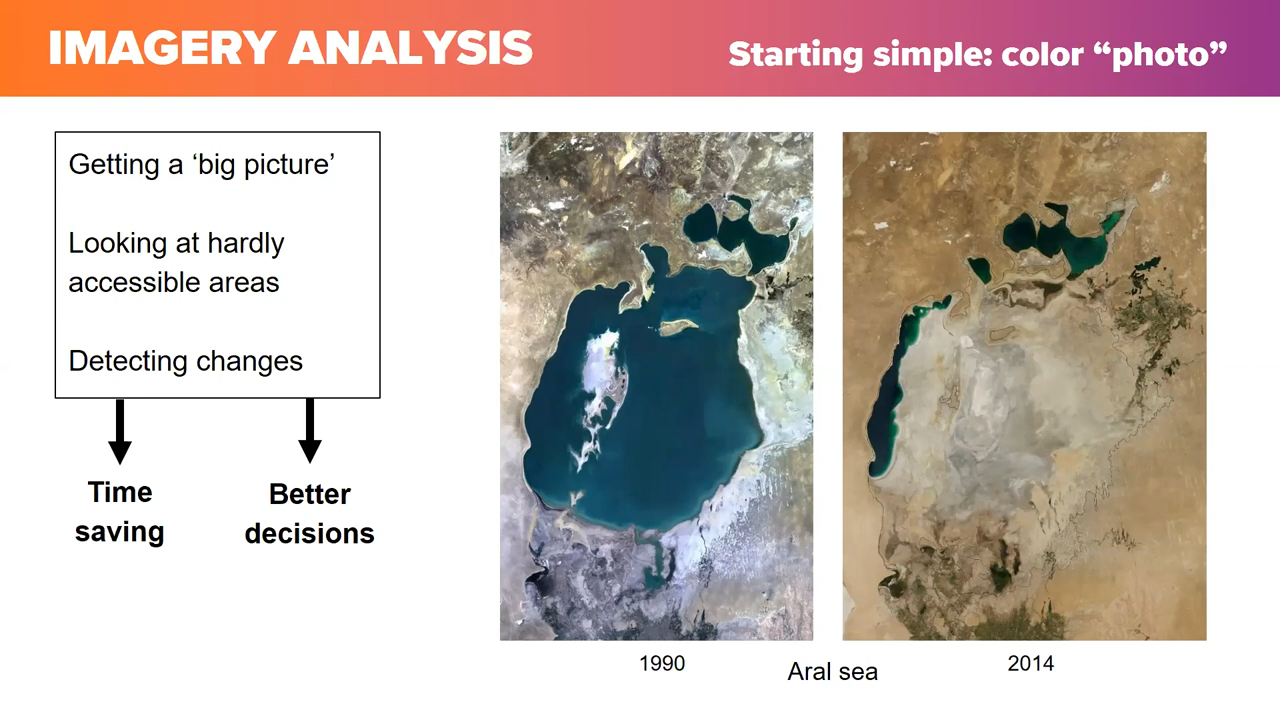 IMAGERY ANALYSIS
Starting simple: color “photo”
Getting a ‘big picture’
Looking at hardly
accessible areas
Detecting changes
Time
saving
Better
decisions
1990
Aral sea
2014